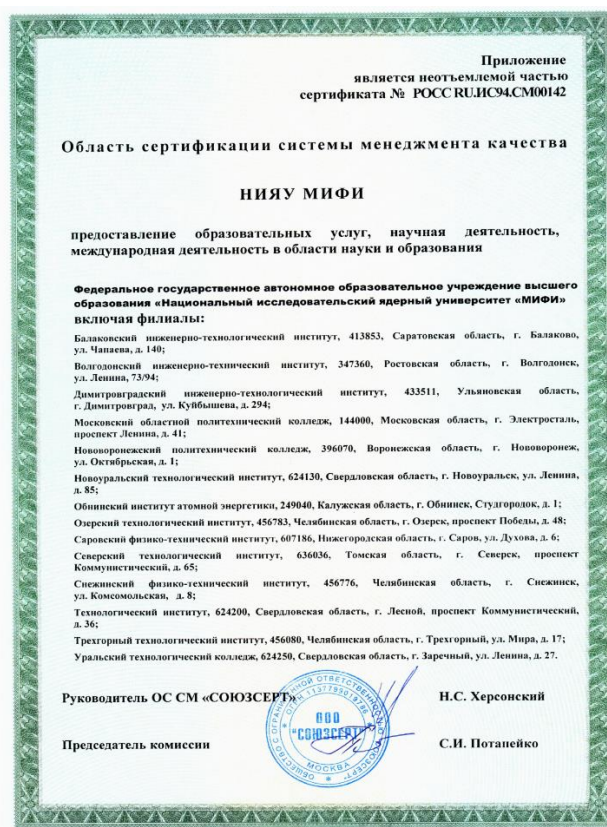 Приложение
является неотъемлемой частью
сертификата № РОСС RU.ИС94.СМ00142
Область сертификации системы менеджмента качества
НИЯУ МИФИ
предоставление образовательных услуг, научная деятельность,
международная деятельность в области науки и образования
Федеральное государственное автономное образовательное учреждение высшего
образования «Национальный исследовательский ядерный университет «МИФИ»
включая филиалы:
Балаковский инженерно-технологический институт, 413853, Саратовская область, г. Балаково,
ул. Чапаева, д. 140;
Волгодонский инженерно-технический институт, 347360, Ростовская область, г. Волгодонск,
ул. Ленина, 73/94;
Димитровградский инженерно-технологический институт, 433511, Ульяновская область,
г. Димитровград, ул. Куйбышева, д. 294;
Московский областной политехнический колледж, 144000, Московская область, г. Электросталь,
проспект Ленина, д. 41;
Нововоронежский политехнический колледж, 396070, Воронежская область, г. Нововоронеж,
ул. Октябрьская, д. 1;
Новоуральский технологический институт, 624130, Свердловская область, г. Новоуральск, ул. Ленина,
д. 85;
Обнинский институт атомной энергетики, 249040, Калужская область, г. Обнинск, Студгородок, д. 1;
Озерский технологический институт, 456783, Челябинская область, г. Озерск, проспект Победы, д. 48;
Саровский физико-технический институт, 607186, Нижегородская область, г. Саров, ул. Духова, д. 6;
Северский технологический институт, 636036, Томская область, г. Северск, проспект
Коммунистический, д. 65;
Снежинский физико-технический институт, 456776, Челябинская область, г. Снежинск,
ул. Комсомольская, д. 8;
Технологический институт, 624200, Свердловская область, г. Лесной, проспект Коммунистический,
д. 36;
Трехгорный технологический институт, 456080, Челябинская область, г. Трехгорный, ул. Мира, д. 17;
Уральский технологический колледж, 624250, Свердловская область, г. Заречный, ул. Ленина, д. 27.
Руководитель ОС СМ «СОЮЗСЕРТ»
Н.С. Херсонский
ООО
"СОЮЗСЕРТ"
МОСКВА
ОБЩЕСТВО С ОГРАНИЧЕННОЙ ОТВЕТСТВЕННОСТЬЮ
Председатель комиссии
С.И. Потапейко